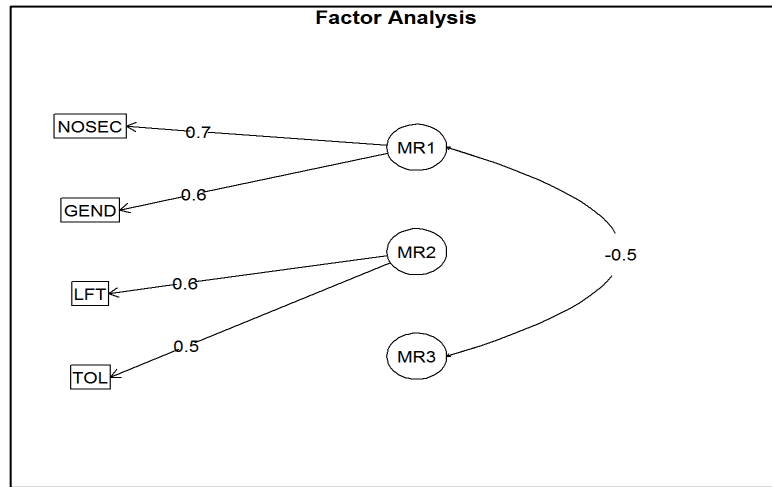 Factor Analysis
NOSEC
0.7
MR1
GEND
0.6
MR2
-0.5
LFT
0.6
TOL
0.5
MR3